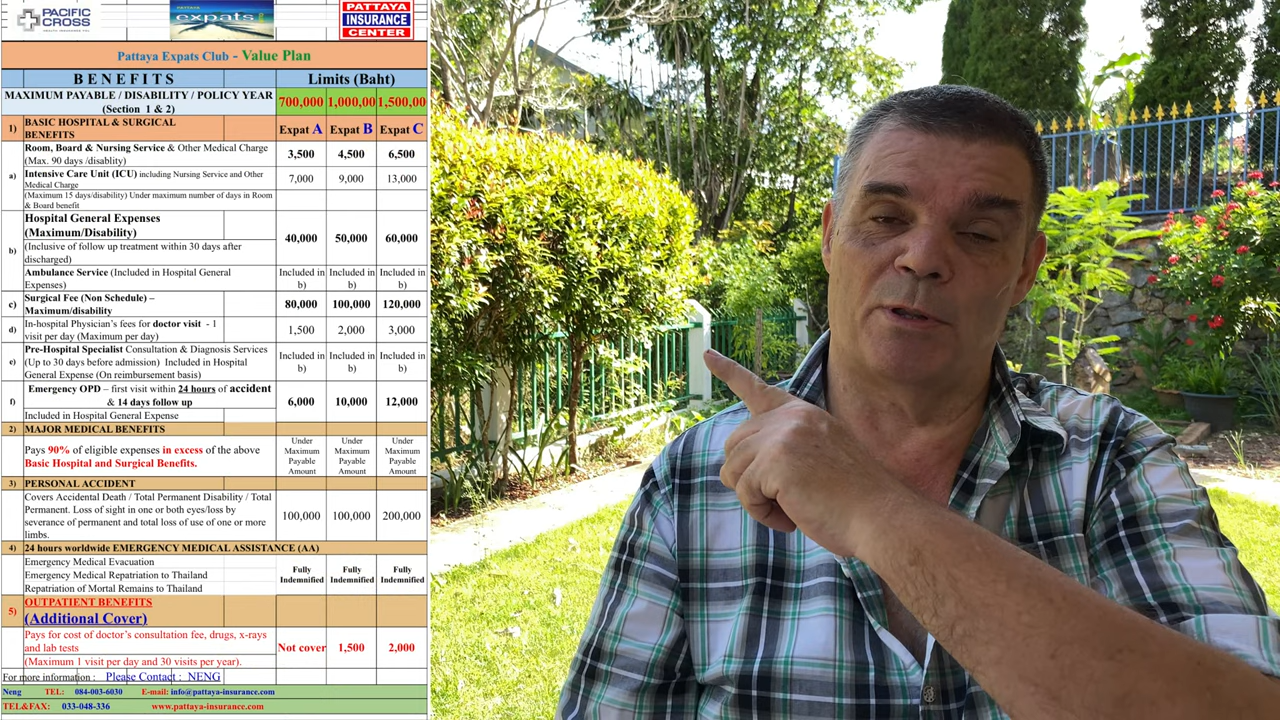 PACIFIC CROSS
PATTAYA
expats
PATTAYA
INSURANCE
CENTER
Pattaya Expats Club - Value Plan
BENEFITS Limits (Baht)
MAXIMUM PAYABLE / DISABILITY / POLICY YEAR
(Section 1 & 2) 700,000 1,000,00 1,500,00
1) BASIC HOSPITAL & SURGICAL
BENEFITS Expat A Expat B Expat C
a) Room, Board & Nursing Service & Other Medical Charge
(Max. 90 days /disablity) 3,500 4,500 6,500
Intensive Care Unit (ICU) including Nursing Service and Other
Medical Charge 7,000 9,000 13,000
(Maximum 15 days/disability) Under maximum number of days in Room
& Board benefit
b) Hospital General Expenses
(Maximum/Disability) 40,000 50,000 60,000
(Inclusive of follow up treatment within 30 days after
discharged)
Ambulance Service (Included in Hospital General
Expenses) Included in b) Included in b) Included in b)
c) Surgical Fee (Non Schedule) –
Maximum/disability 80,000 100,000 120,000
d) In-hospital Physician's fees for doctor visit - 1
visit per day (Maximum per day) 1,500 2,000 3,000
e) Pre-Hospital Specialist Consultation & Diagnosis Services
(Up to 30 days before admission) Included in Hospital
General Expense (On reimbursement basis) Included in b) Included in b) Included in b)
f) Emergency OPD – first visit within 24 hours of accident
& 14 days follow up 6,000 10,000 12,000
Included in Hospital General Expense
2) MAJOR MEDICAL BENEFITS
Pays 90% of eligible expenses in excess of the above
Basic Hospital and Surgical Benefits. Under Maximum Payable Amount Under Maximum Payable Amount Under Maximum Payable Amount
3) PERSONAL ACCIDENT
Covers Accidental Death / Total Permanent Disability / Total
Permanent. Loss of sight in one or both eyes/loss by
severance of permanent and total loss of use of one or more
limbs. 100,000 100,000 200,000
4) 24 hours worldwide EMERGENCY MEDICAL ASSISTANCE (AA)
Emergency Medical Evacuation
Emergency Medical Repatriation to Thailand
Repatriation of Mortal Remains to Thailand Fully Indemnified Fully Indemnified Fully Indemnified
5) OUTPATIENT BENEFITS
(Additional Cover)
Pays for cost of doctor's consultation fee, drugs, x-rays
and lab tests
(Maximum 1 visit per day and 30 visits per year). Not cover 1,500 2,000
For more information : Please Contact : NENG
Neng TEL: 084-003-6030 E-mail: info@pattaya-insurance.com
TEL&FAX: 033-048-336 www.pattaya-insurance.com